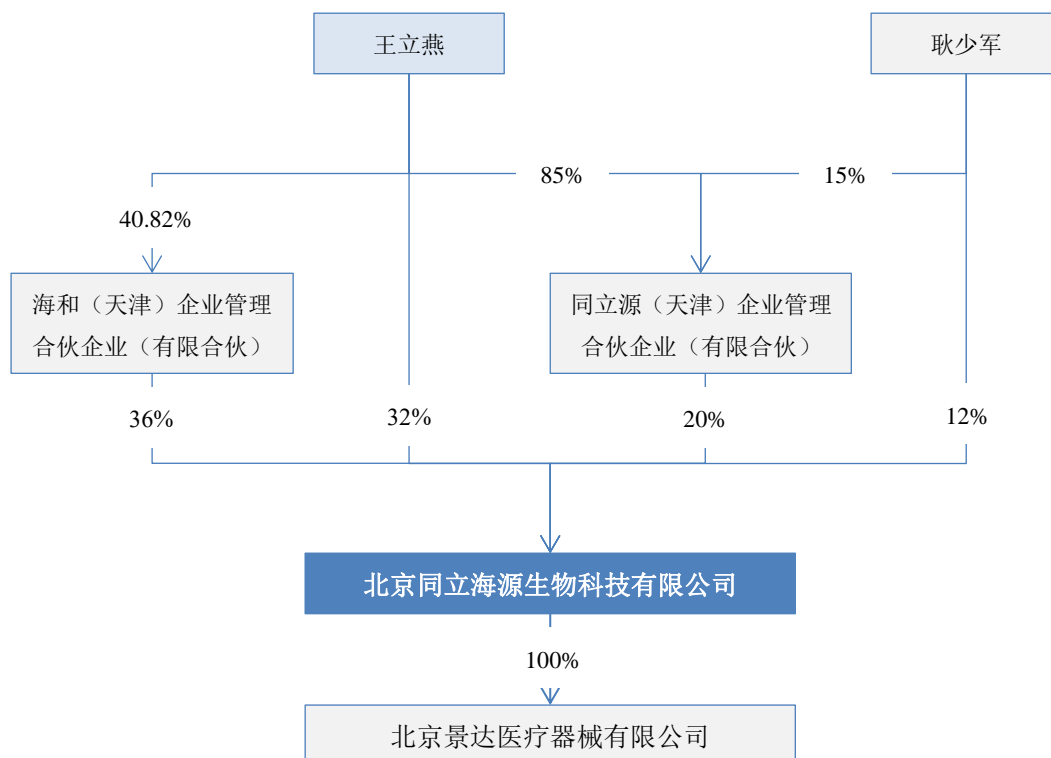 王立燕
耿少军
85%
15%
40.82%
海和（天津）企业管理
合伙企业（有限合伙）
同立源（天津）企业管理
合伙企业（有限合伙）
36%
32%
20%
12%
北京同立海源生物科技有限公司
100%
北京景达医疗器械有限公司